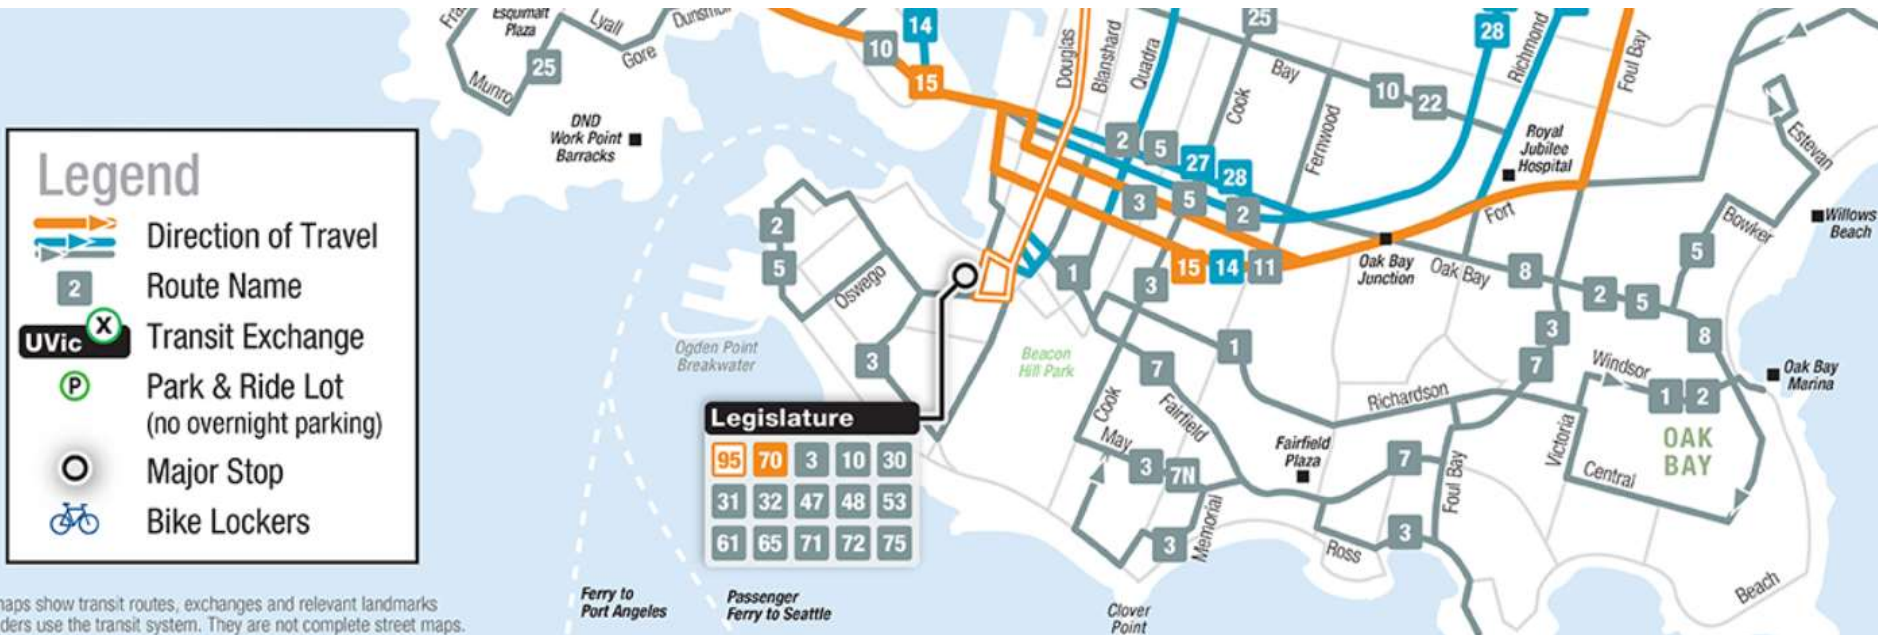 Esquimalt
Plaza
Lyall
Gore
Munro
25
DND
Work Point
Barracks
10
14
15
Douglas
Blanshard
Quadra
25
Cook
Bay
Fernwood
10
22
28
Richmond
Foul Bay
Royal
Jubilee
Hospital
Estevan
2
5
27
28
3
5
2
Fort
Bowker
Willows
Beach
5
15
14
11
Oak Bay
Junction
Oak Bay
8
2
5
8
2
5
Oswego
3
1
3
Ogden Point
Breakwater
Beacon
Hill Park
1
7
3
7
Windsor
1
2
Oak Bay
Marina
Richardson
Cook
Fairfield
May
3
7N
Fairfield
Plaza
7
Foul Bay
Victoria
Central
OAK
BAY
3
Memorial
Ross
3
Beach
Clover
Point
Legislature
95 70 3 10 30
31 32 47 48 53
61 65 71 72 75
Ferry to
Port Angeles
Passenger
Ferry to Seattle
Legend
Direction of Travel
2 Route Name
UVic X Transit Exchange
P Park & Ride Lot
(no overnight parking)
Major Stop
Bike Lockers
show transit routes, exchanges and relevant landmarks
use the transit system. They are not complete street maps.